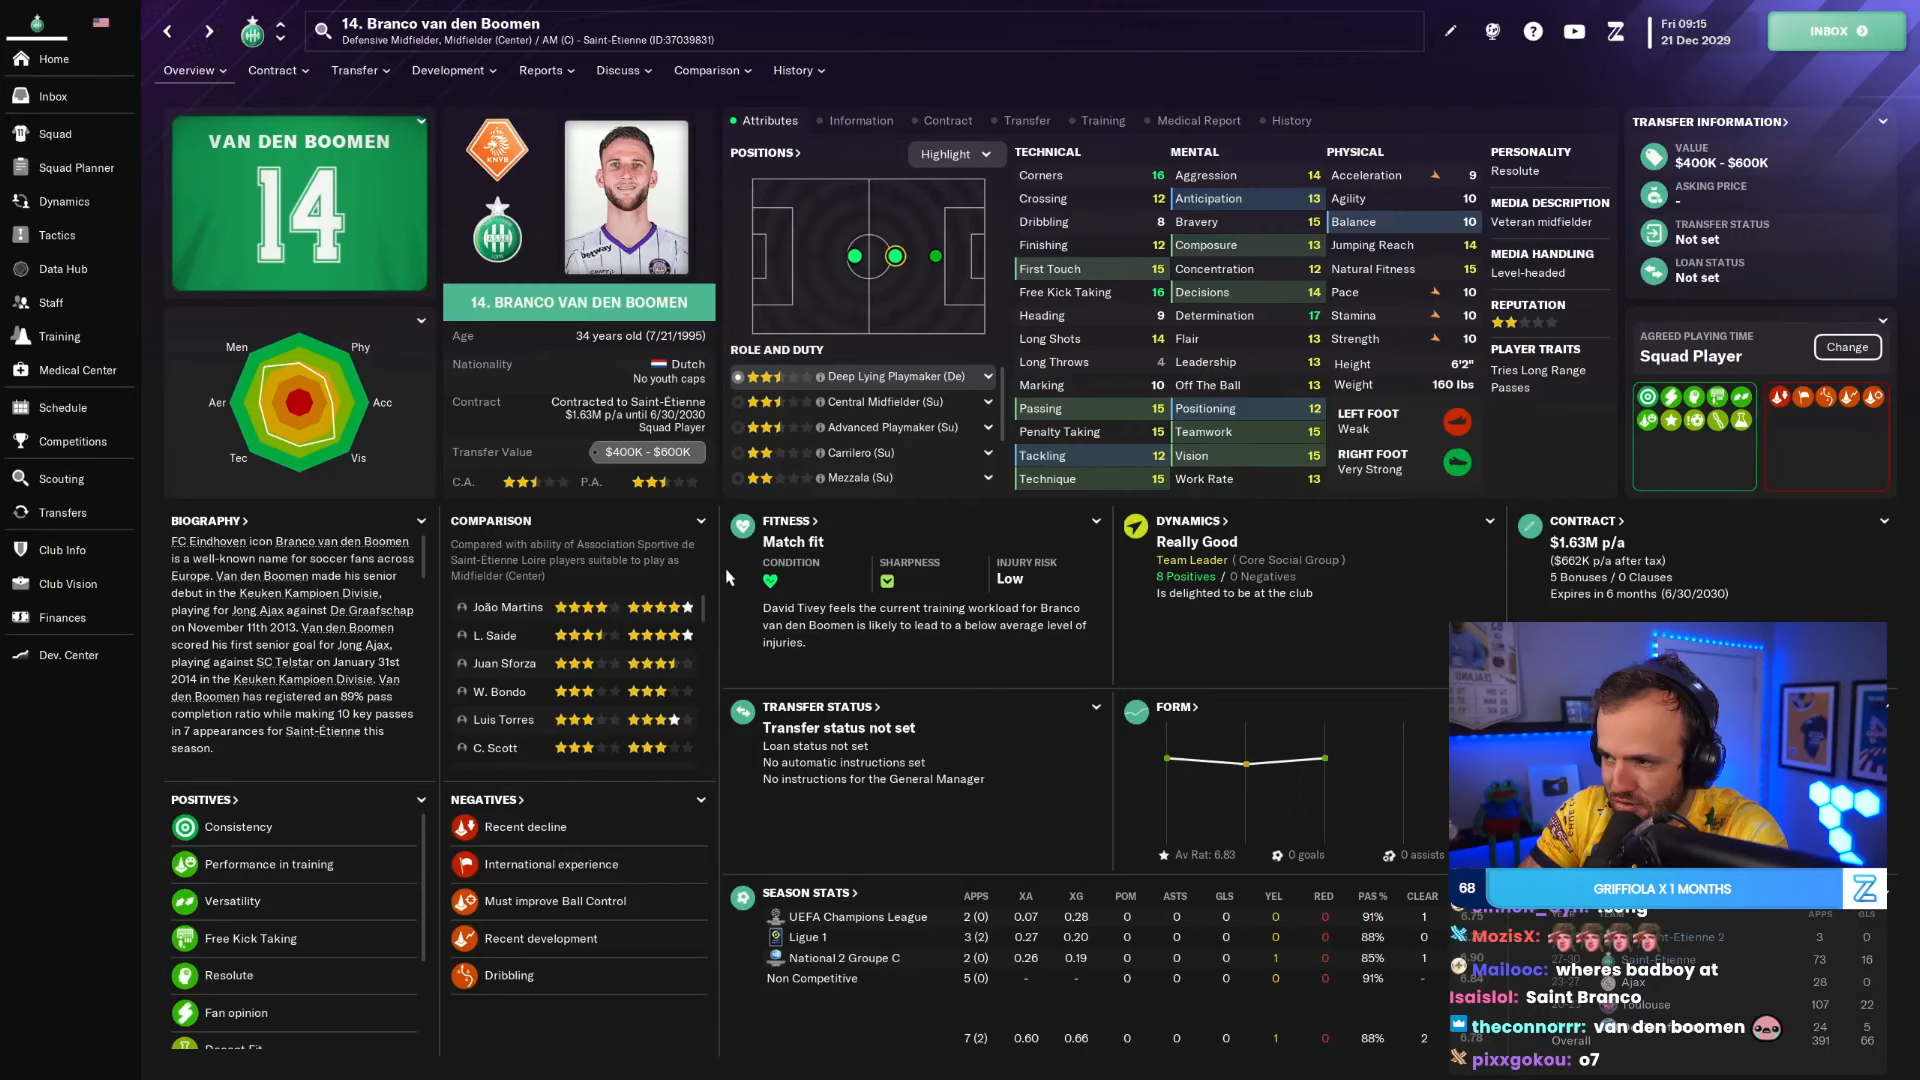 14. Branco van den Boomen
Defensive Midfielder, Midfielder (Center) / AM (C) - Saint-Étienne (ID:37039831)
Fri 09:15
21 Dec 2029
INBOX
Overview
Contract
Transfer
Development
Reports
Discuss
Comparison
History
Home
Inbox
Squad
Squad Planner
Dynamics
Tactics
Data Hub
Staff
Training
Medical Center
Schedule
Competitions
Scouting
Transfers
Club Info
Club Vision
Finances
Dev. Center
VAN DEN BOOMEN
14
Men
Phy
Aer
Acc
Tec
Vis
KNVB
14. BRANCO VAN DEN BOOMEN
Age 34 years old (7/21/1995)
Nationality Dutch
No youth caps
Contract Contracted to Saint-Étienne
$1.63M p/a until 6/30/2030
Squad Player
Transfer Value $400K - $600K
C.A. P.A.
Attributes
Information
Contract
Transfer
Training
Medical Report
History
POSITIONS>
Highlight
ROLE AND DUTY
Deep Lying Playmaker (De)
Central Midfielder (Su)
Advanced Playmaker (Su)
Carrilero (Su)
Mezzala (Su)
TECHNICAL
Corners 16
Crossing 12
Dribbling 8
Finishing 12
First Touch 15
Free Kick Taking 16
Heading 9
Long Shots 14
Long Throws 4
Marking 10
Passing 15
Penalty Taking 15
Tackling 12
Technique 15
MENTAL
Aggression 14
Anticipation 13
Bravery 15
Composure 13
Concentration 12
Decisions 14
Determination 17
Flair 13
Leadership 13
Off The Ball 13
Positioning 12
Teamwork 15
Vision 15
Work Rate 13
PHYSICAL
Acceleration 9
Agility 10
Balance 10
Jumping Reach 14
Natural Fitness 15
Pace 10
Stamina 10
Strength 10
Height 6'2"
Weight 160 lbs
LEFT FOOT
Weak
RIGHT FOOT
Very Strong
PERSONALITY
Resolute
MEDIA DESCRIPTION
Veteran midfielder
MEDIA HANDLING
Level-headed
REPUTATION
PLAYER TRAITS
Tries Long Range
Passes
TRANSFER INFORMATION>
VALUE
$400K - $600K
ASKING PRICE
-
TRANSFER STATUS
Not set
LOAN STATUS
Not set
AGREED PLAYING TIME
Squad Player
Change
BIOGRAPHY>
FC Eindhoven icon Branco van den Boomen
is a well-known name for soccer fans across
Europe. Van den Boomen made his senior
debut in the Keuken Kampioen Divisie,
playing for Jong Ajax against De Graafschap
on November 11th 2013. Van den Boomen
scored his first senior goal for Jong Ajax,
playing against SC Telstar on January 31st
2014 in the Keuken Kampioen Divisie. Van
den Boomen has registered an 89% pass
completion ratio while making 10 key passes
in 7 appearances for Saint-Étienne this
season.
COMPARISON
Compared with ability of Association Sportive de
Saint-Étienne Loire players suitable to play as
Midfielder (Center)
João Martins
L. Saide
Juan Sforza
W. Bondo
Luis Torres
C. Scott
FITNESS>
Match fit
CONDITION
SHARPNESS
INJURY RISK
Low
David Tivey feels the current training workload for Branco
van den Boomen is likely to lead to a below average level of
injuries.
DYNAMICS>
Really Good
Team Leader ( Core Social Group )
8 Positives / 0 Negatives
Is delighted to be at the club
CONTRACT>
$1.63M p/a
($662K p/a after tax)
5 Bonuses / 0 Clauses
Expires in 6 months (6/30/2030)
TRANSFER STATUS>
Transfer status not set
Loan status not set
No automatic instructions set
No instructions for the General Manager
FORM>
Av Rat: 6.83
0 goals
0 assists
POSITIVES>
Consistency
Performance in training
Versatility
Free Kick Taking
Resolute
Fan opinion
NEGATIVES>
Recent decline
International experience
Must improve Ball Control
Recent development
Dribbling
SEASON STATS> APPS XA XG POM ASTS GLS YEL RED PAS % CLEAR
UEFA Champions League 2 (0) 0.07 0.28 0 0 0 0 0 91% 1
Ligue 1 3 (2) 0.27 0.20 0 0 0 0 0 88% 0
National 2 Groupe C 2 (0) 0.26 0.19 0 0 0 1 0 85% 1
Non Competitive 5 (0) - - 0 0 0 0 0 91% -
7 (2) 0.60 0.66 0 0 0 1 0 88% 2
68
GRIFFIOLA X 1 MONTHS
APPS GLS
MozisX:
nt-Etienne 2 3 0
Saint-Étienne 73 16
Mailooc: wheres badboy at
Ajax 28 0
Isaislol: Saint Branco
Toulouse 107 22
theconnorrr: van den boomen
24 5
Overall 391 66
pixxgokou: o7